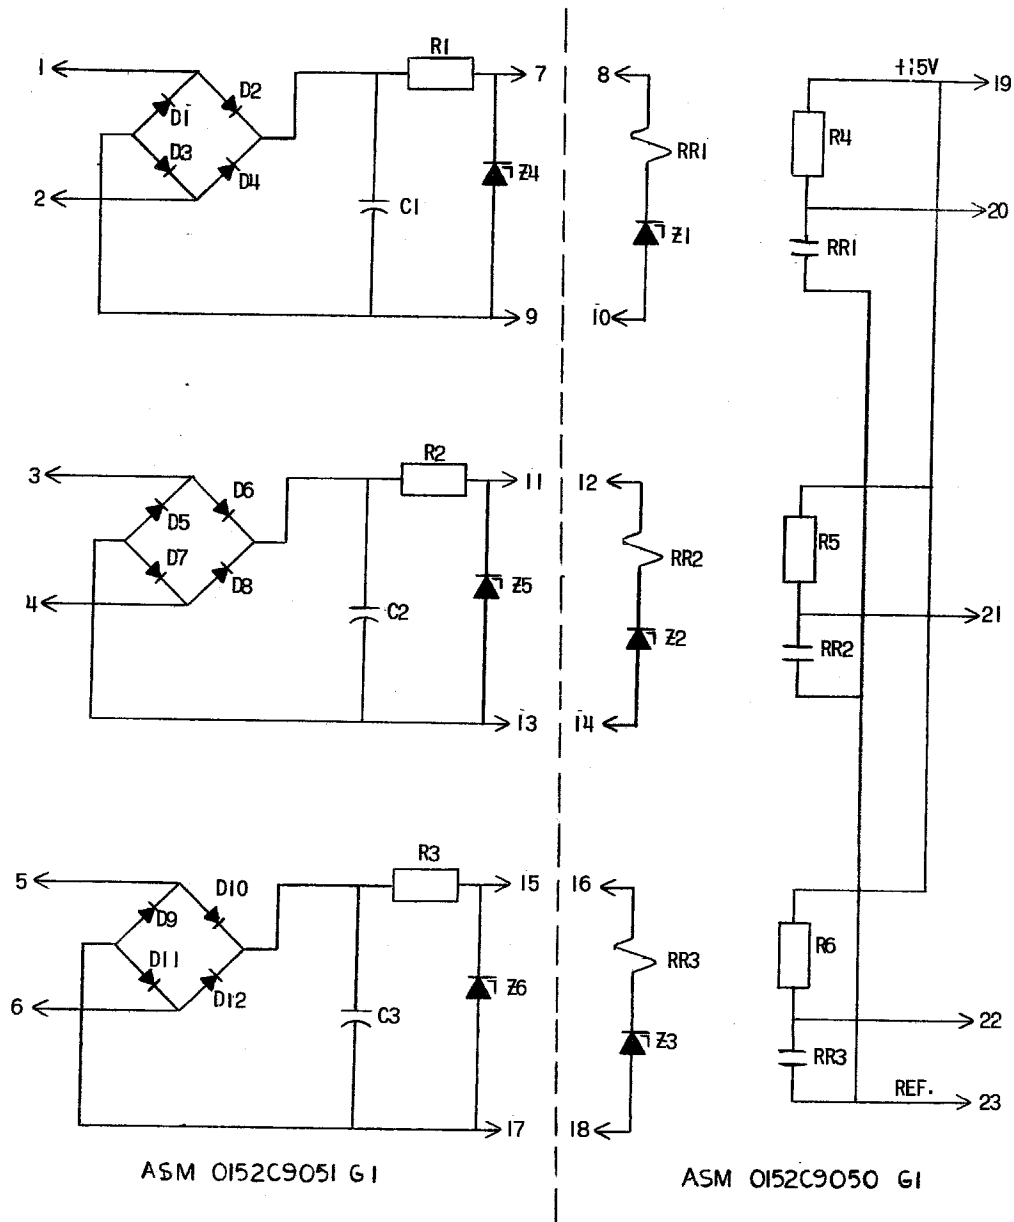 1
D1
D2
D3
D4
2
C1
R1
7
Z4
9
8
RR1
Z1
10
+15V
19
R4
20
RR1
3
D5
D6
D7
D8
4
C2
R2
11
Z5
13
12
RR2
Z2
14
R5
21
RR2
5
D9
D10
D11
D12
6
C3
R3
15
Z6
17
16
RR3
Z3
18
R6
22
RR3
REF.
23
ASM 0152C9051 G1
ASM 0152C9050 G1